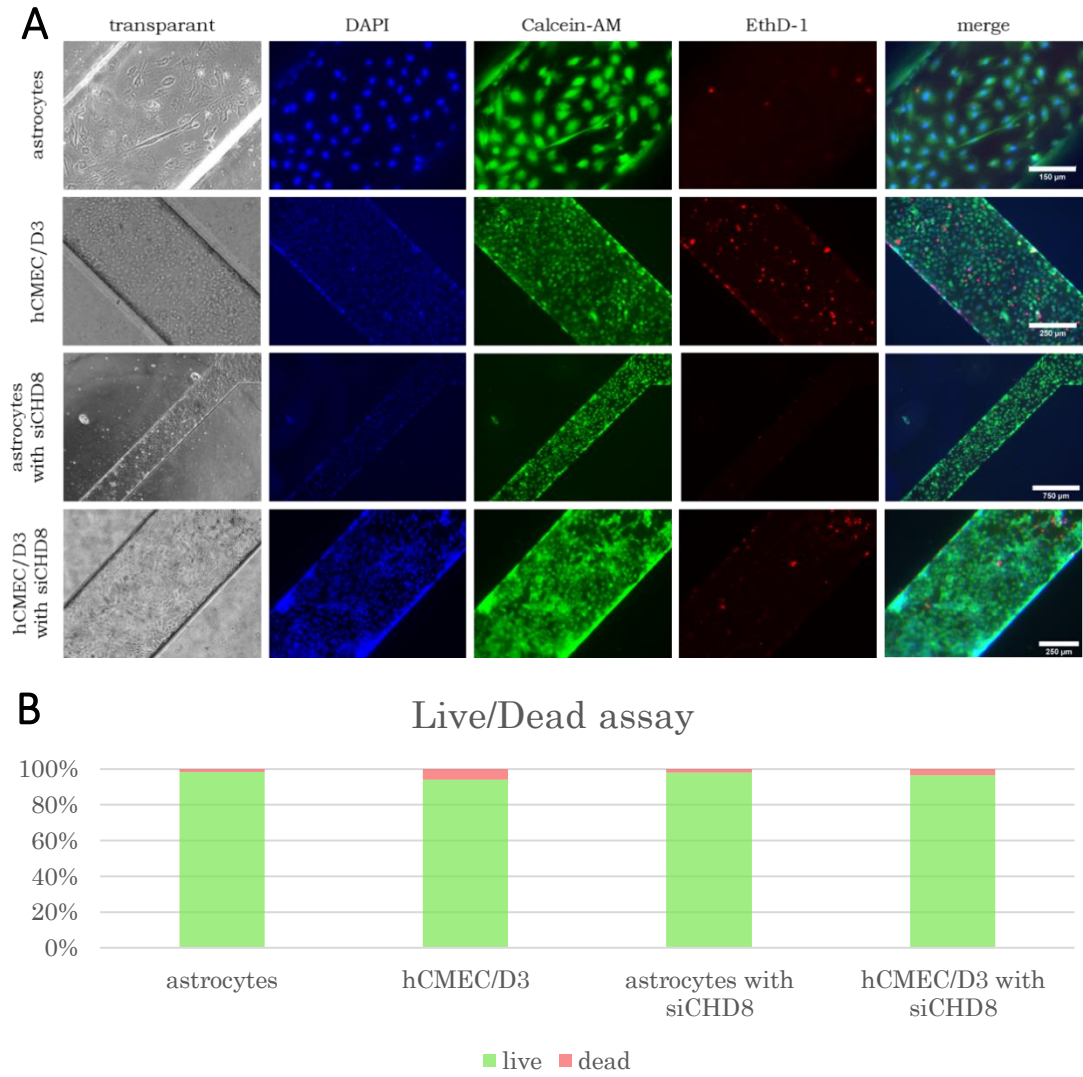 A
transparant
DAPI
Calcein-AM
EthD-1
merge
astrocytes
150 µm
hCMEC/D3
250 µm
astrocytes
with siCHD8
750 µm
hCMEC/D3
with siCHD8
250 µm
B
Live/Dead assay
100%
80%
60%
40%
20%
0%
astrocytes
hCMEC/D3
astrocytes with
siCHD8
hCMEC/D3 with
siCHD8
live
dead